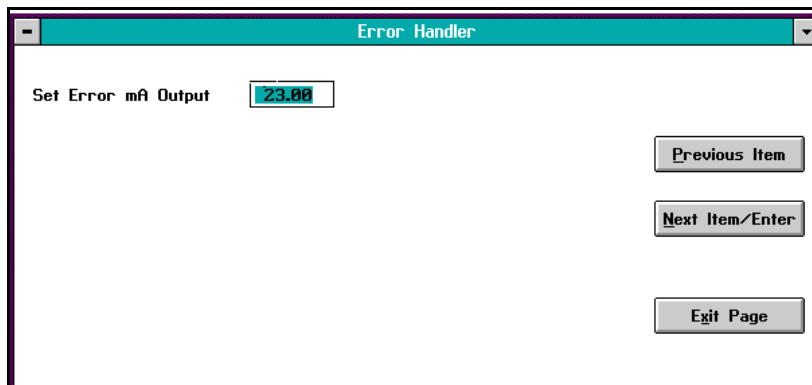 Error Handler
Set Error mA Output 23.00
Previous Item
Next Item/Enter
Exit Page